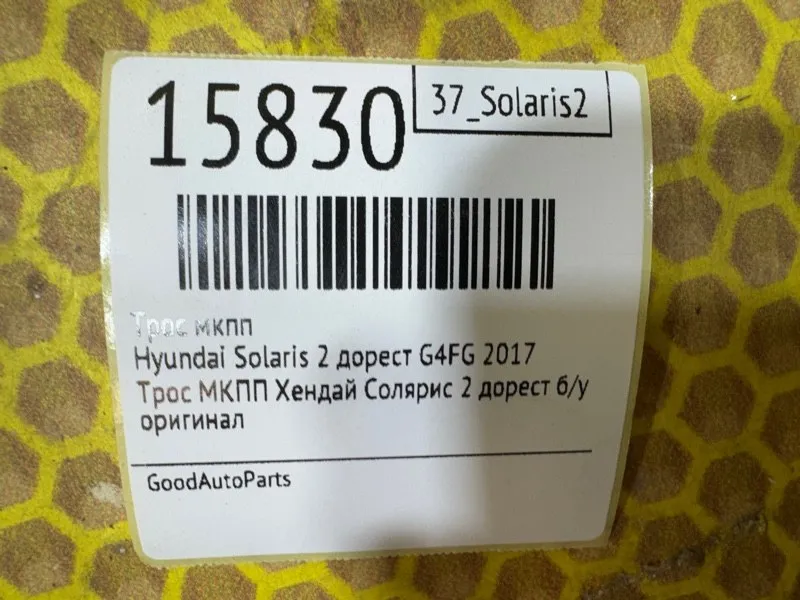 15830
37_Solaris2
Трос мкпп
Hyundai Solaris 2 дорест G4FG 2017
Трос МКПП Хендай Солярис 2 дорест б/у
оригинал
GoodAutoParts